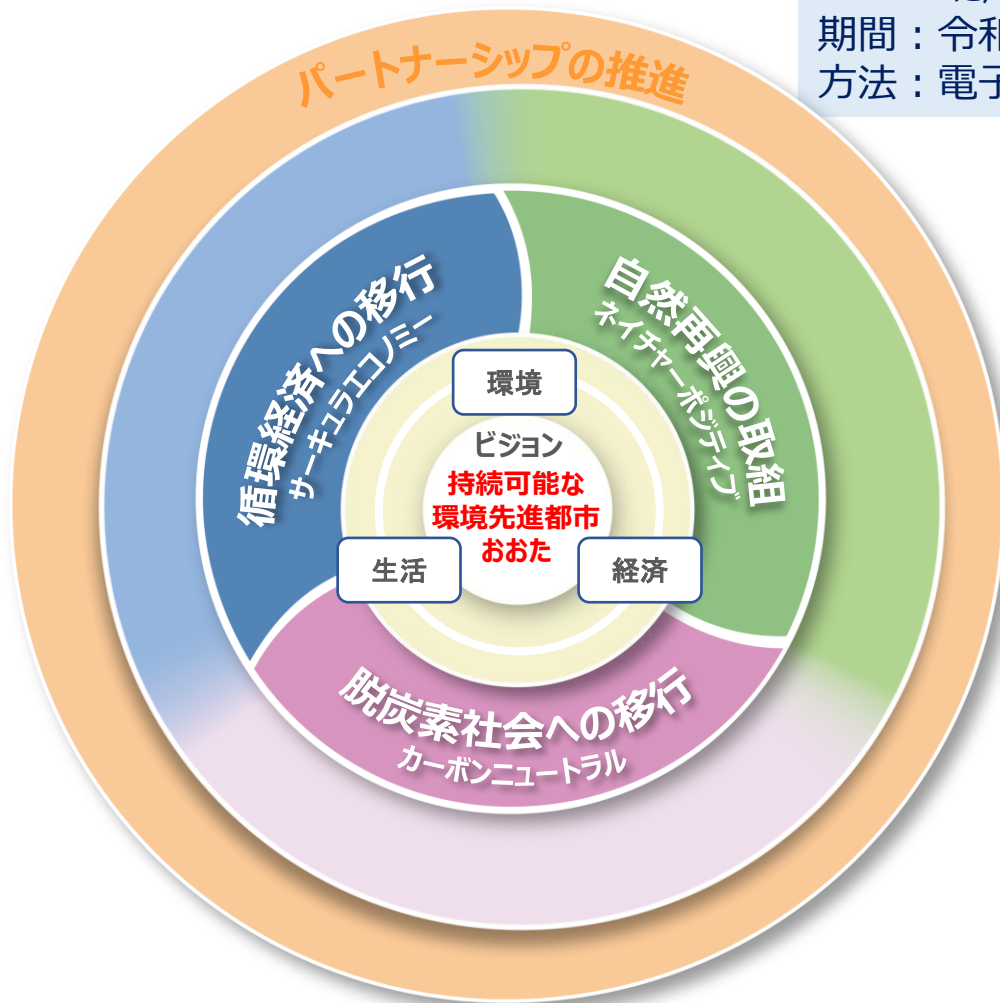 期間：令和
方法：電子
パートナーシップの推進
循環経済への移行
サーキュラエコノミー
自然再興の取組
ネイチャーポジティブ
環境
ビジョン
持続可能な
環境先進都市
おおた
生活
経済
脱炭素社会への移行
カーボンニュートラル